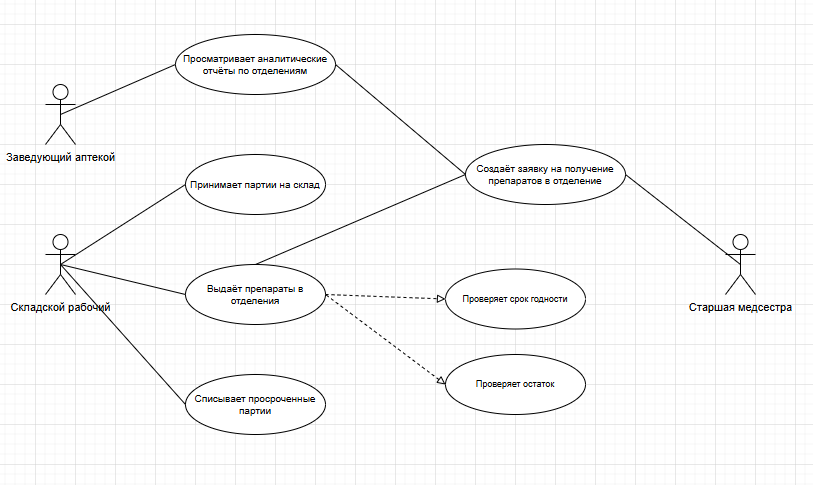 Просматривает аналитические
отчёты по отделениям
Заведующий аптекой
Создаёт заявку на получение
препаратов в отделение
Принимает партии на склад
Складской рабочий
Выдаёт препараты в
отделения
Проверяет срок годности
Старшая медсестра
Проверяет остаток
Списывает просроченные
партии